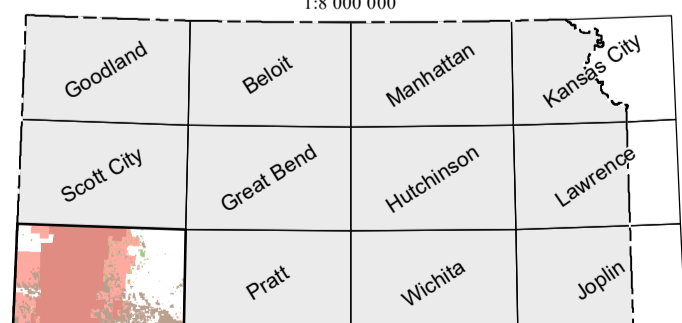 1:8 000 000
Goodland
Beloit
Manhattan
Kansas City
Scott City
Great Bend
Hutchinson
Lawrence
Pratt
Wichita
Joplin